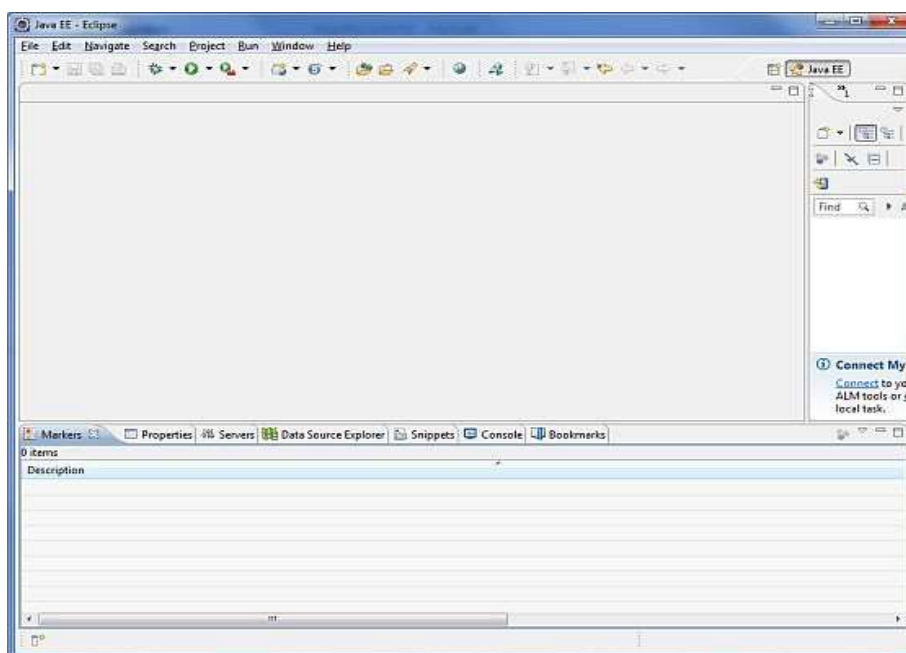 Java EE - Eclipse
File Edit Navigate Search Project Run Window Help
Java EE
Find
Connect My
Connect to yo
ALM tools or
local task.
Markers Properties Servers Data Source Explorer Snippets Console Bookmarks
0 items
Description